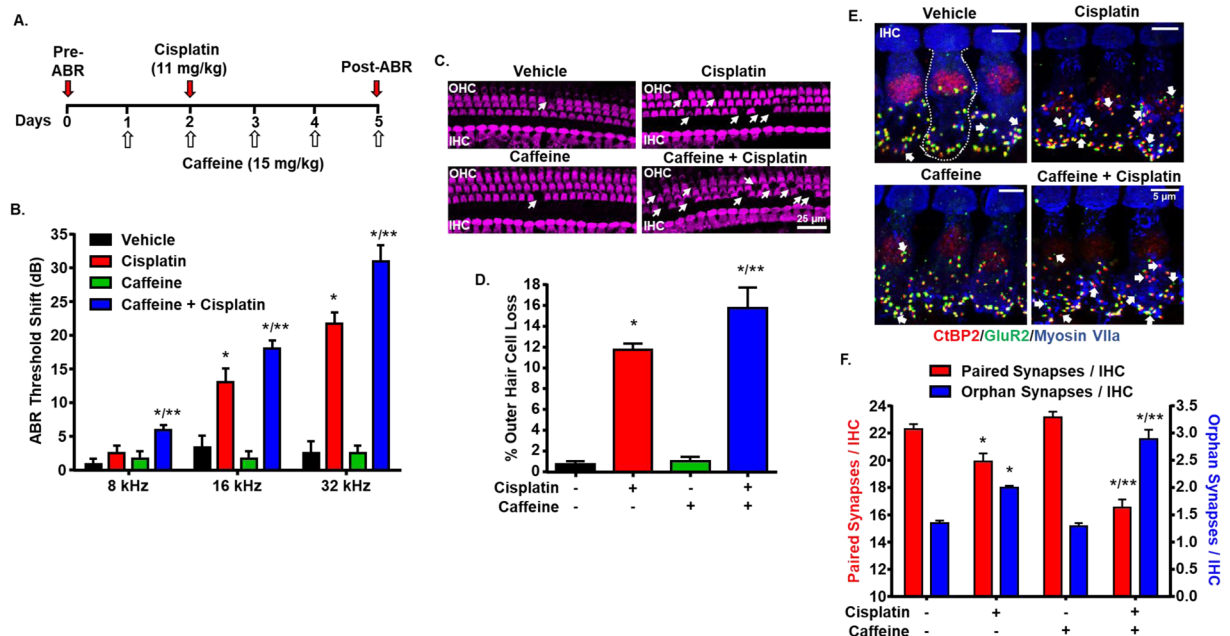 A.
Pre-
ABR
Cisplatin
(11 mg/kg)
Post-ABR
Days 0 1 2 3 4 5
Caffeine (15 mg/kg)
B.
Vehicle
Cisplatin
Caffeine
Caffeine + Cisplatin
ABR Threshold Shift (dB)
35
30
25
20
15
10
5
0
*/**
*
*/**
*
*/**
8 kHz 16 kHz 32 kHz
C.
Vehicle Cisplatin
OHC OHC
IHC IHC
Caffeine Caffeine + Cisplatin
OHC OHC
IHC IHC
25 µm
D.
% Outer Hair Cell Loss
18
16
14
12
10
8
6
4
2
0
*
*/**
Cisplatin - + - +
Caffeine - - + +
E.
Vehicle Cisplatin
IHC
Caffeine Caffeine + Cisplatin
5 µm
CtBP2/GluR2/Myosin VIIa
F.
Paired Synapses / IHC
Orphan Synapses / IHC
Paired Synapses / IHC
24
22
20
18
16
14
12
10
*
*
*/**
*/**
3.5
3.0
2.5
2.0
1.5
1.0
0.5
0.0
Orphan Synapses / IHC
Cisplatin - + - +
Caffeine - - + +